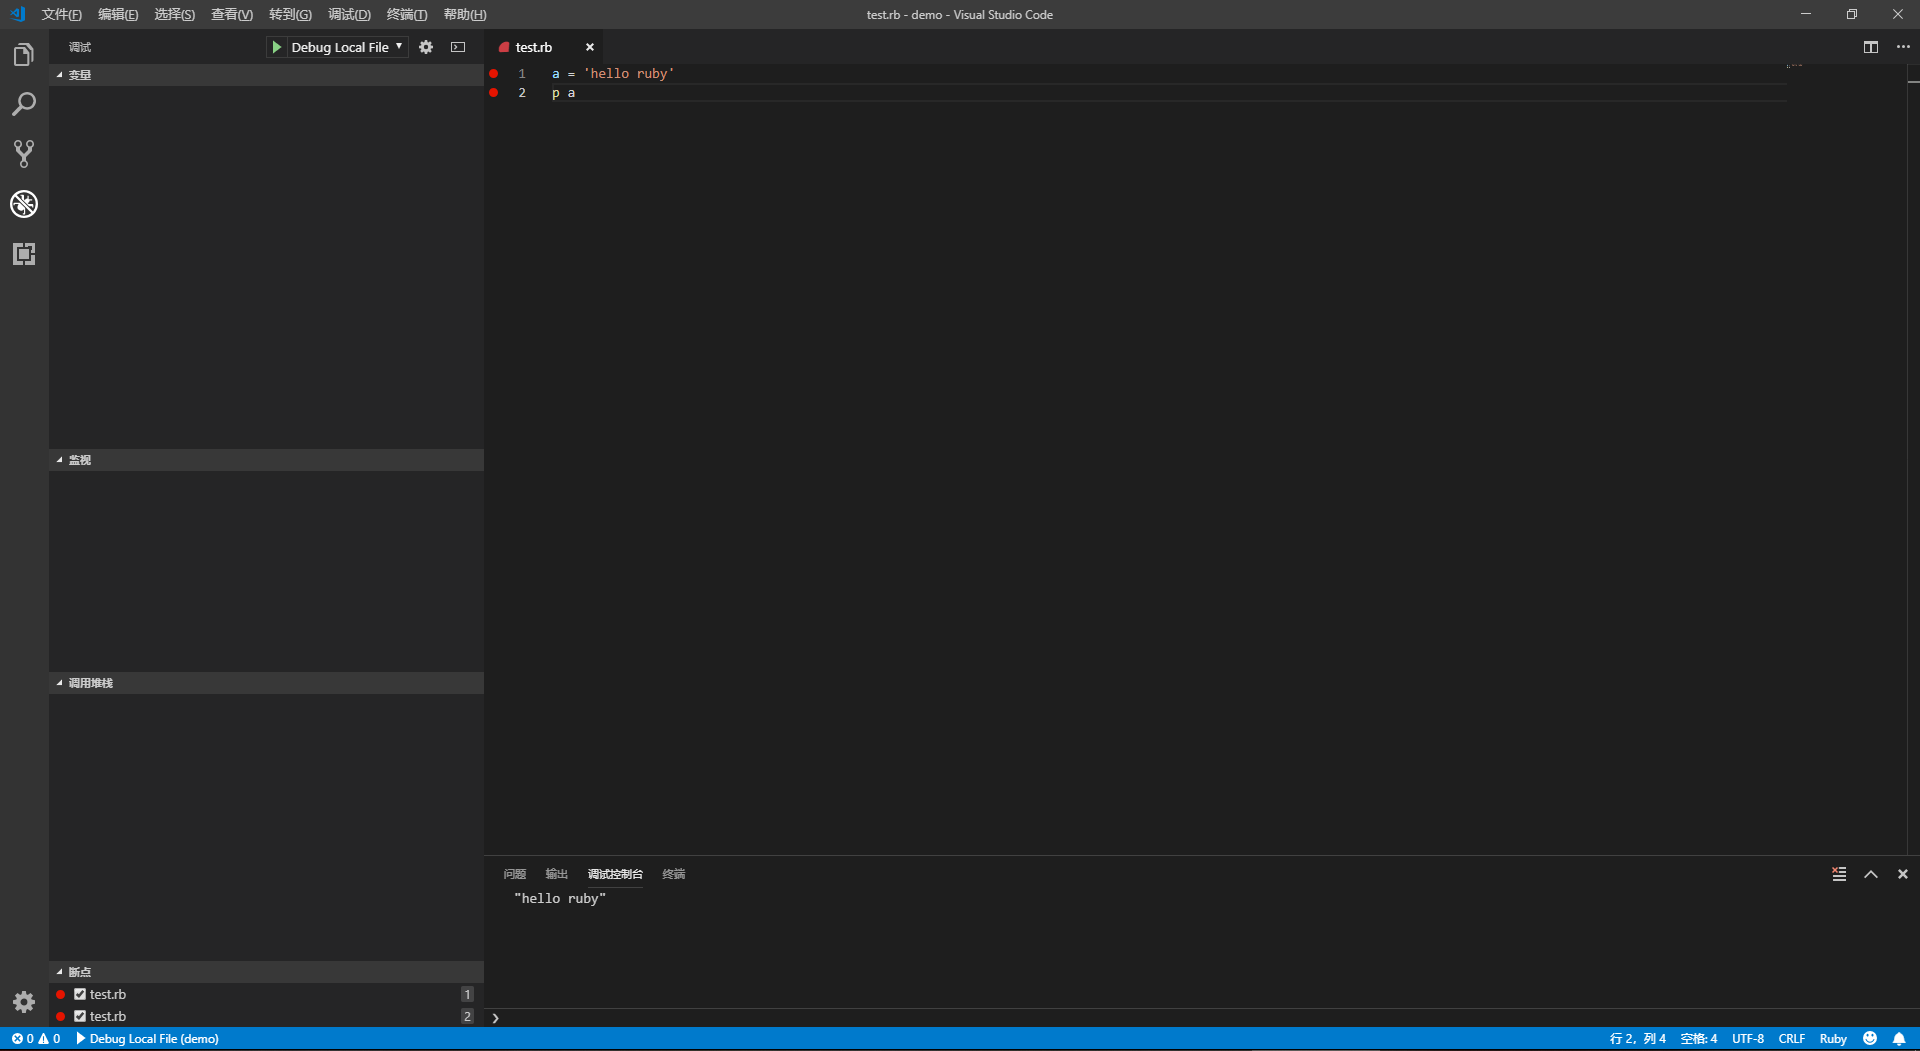 文件(F) 编辑(E) 选择(S) 查看(V) 转到(G) 调试(D) 终端(T) 帮助(H) test.rb - demo - Visual Studio Code
调试 Debug Local File
test.rb
变量
1 a = 'hello ruby'
2 p a
监视
调用堆栈
问题 输出 调试控制台 终端
"hello ruby"
断点
test.rb 1
test.rb 2
0 0 Debug Local File (demo) 行 2，列 4 空格: 4 UTF-8 CRLF Ruby